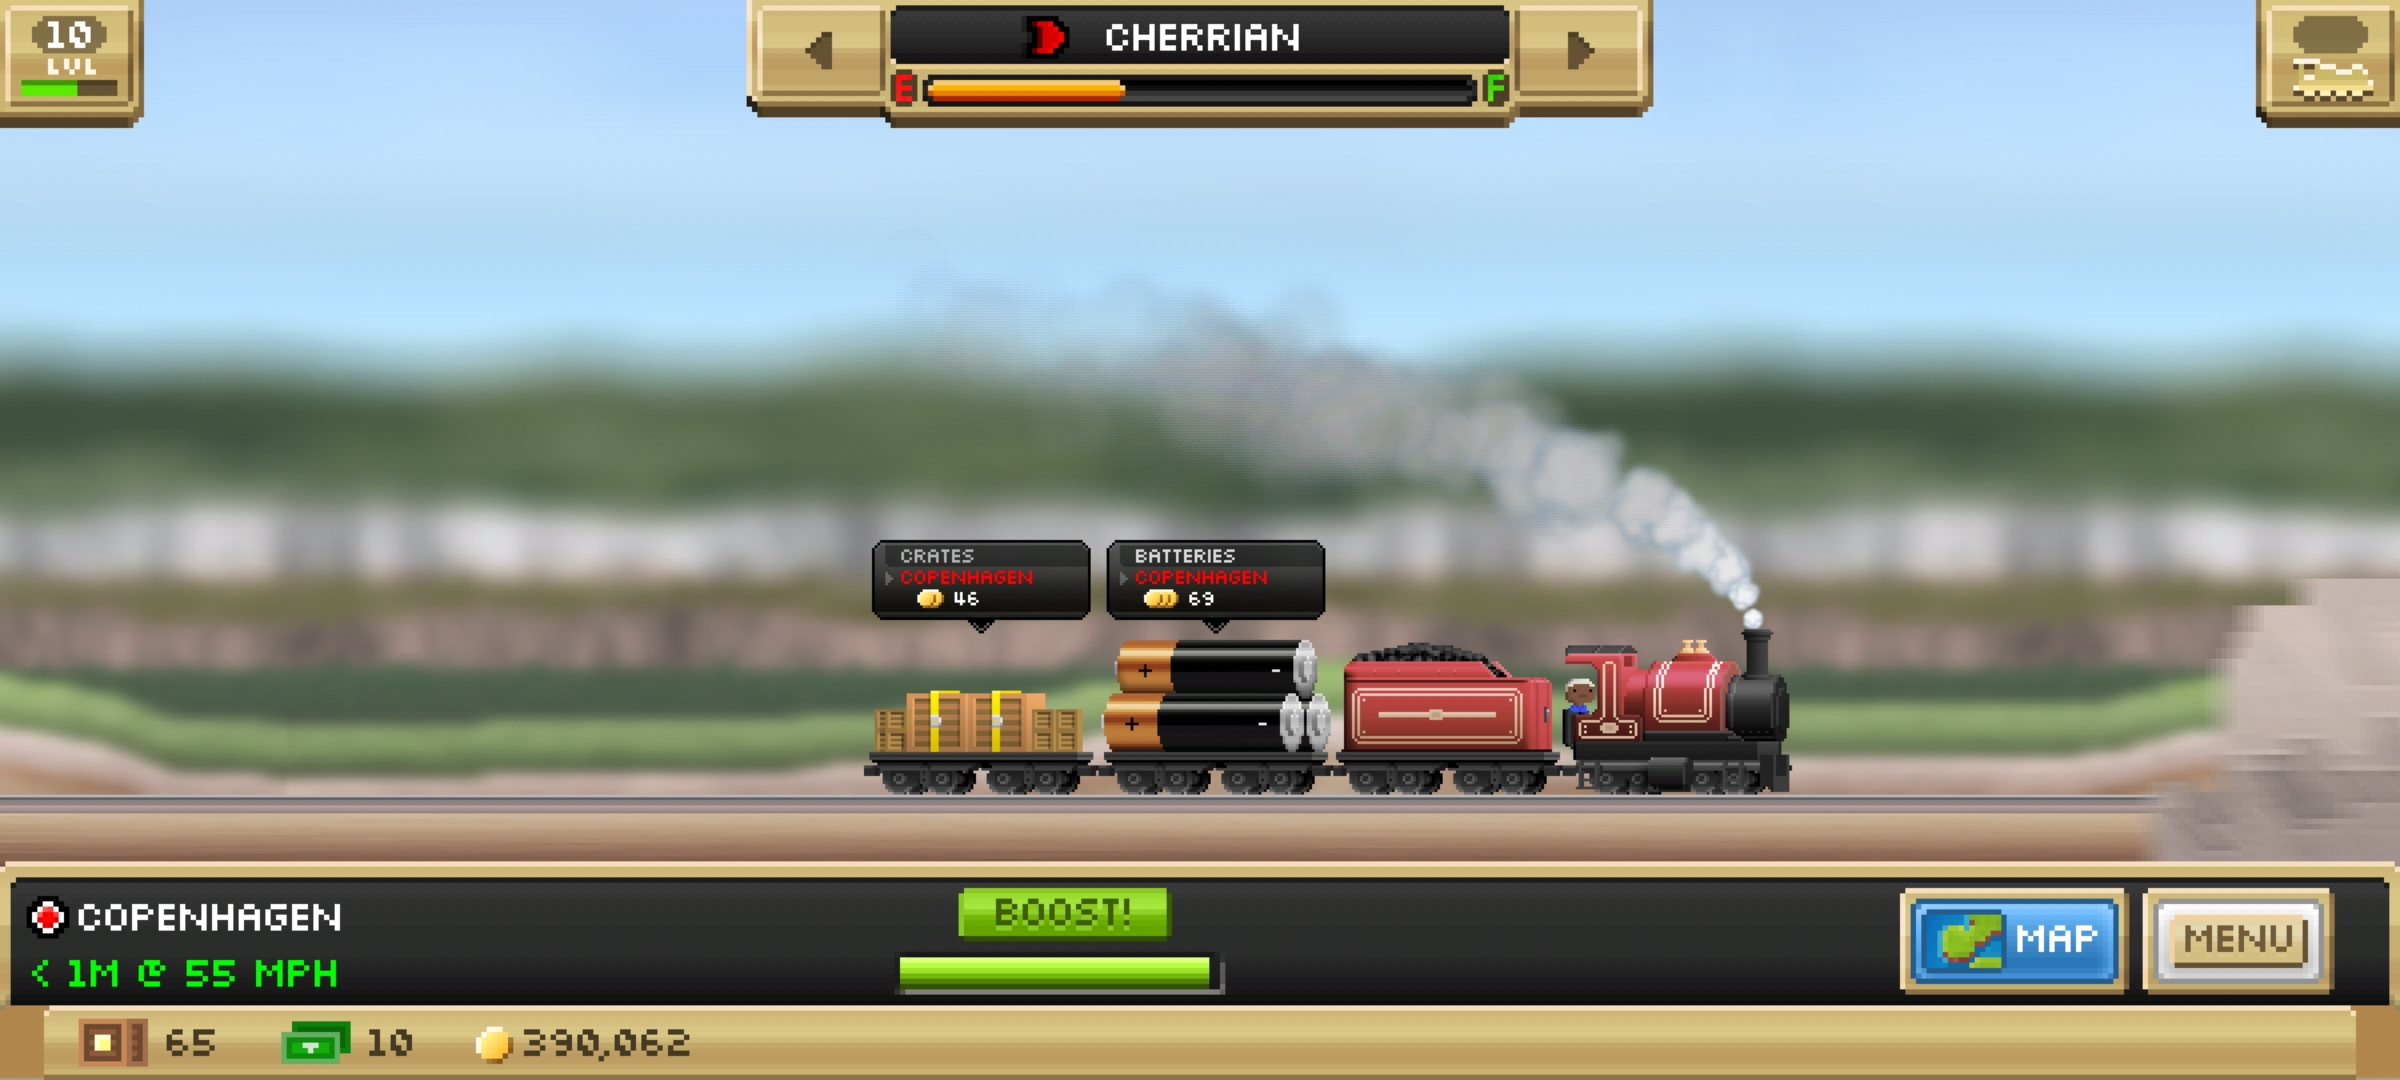 10
LVL
CHERRIAN
E F
CRATES
COPENHAGEN
46
BATTERIES
COPENHAGEN
69
+ -
+ -
COPENHAGEN
< 1M @ 55 MPH
BOOST!
MAP
MENU
65 10 390,062